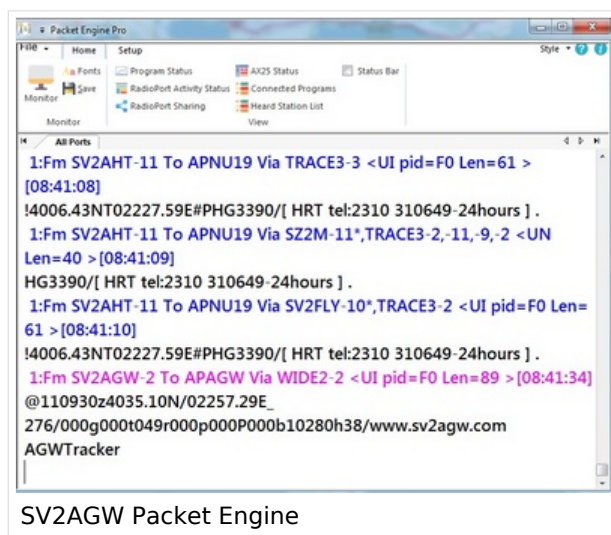 Packet Engine Pro
File Home Setup Style
Fonts Program Status AX25 Status Status Bar
Monitor Save RadioPort Activity Status Connected Programs
RadioPort Sharing Heard Station List
Monitor View
All Ports
1:Fm SV2AHT-11 To APNU19 Via TRACE3-3 <UI pid=F0 Len=61 >
[08:41:08]
!4006.43NT02227.59E#PHG3390/[ HRT tel:2310 310649-24hours ] .
1:Fm SV2AHT-11 To APNU19 Via SZ2M-11*,TRACE3-2,-11,-9,-2 <UN
Len=40 >[08:41:09]
HG3390/[ HRT tel:2310 310649-24hours ] .
1:Fm SV2AHT-11 To APNU19 Via SV2FLY-10*,TRACE3-2 <UI pid=F0 Len=
61 >[08:41:10]
!4006.43NT02227.59E#PHG3390/[ HRT tel:2310 310649-24hours ] .
1:Fm SV2AGW-2 To APAGW Via WIDE2-2 <UI pid=F0 Len=89 >[08:41:34]
@110930z4035.10N/02257.29E_
276/000g000t049r000p000P000b10280h38/www.sv2agw.com
AGWTracker
SV2AGW Packet Engine